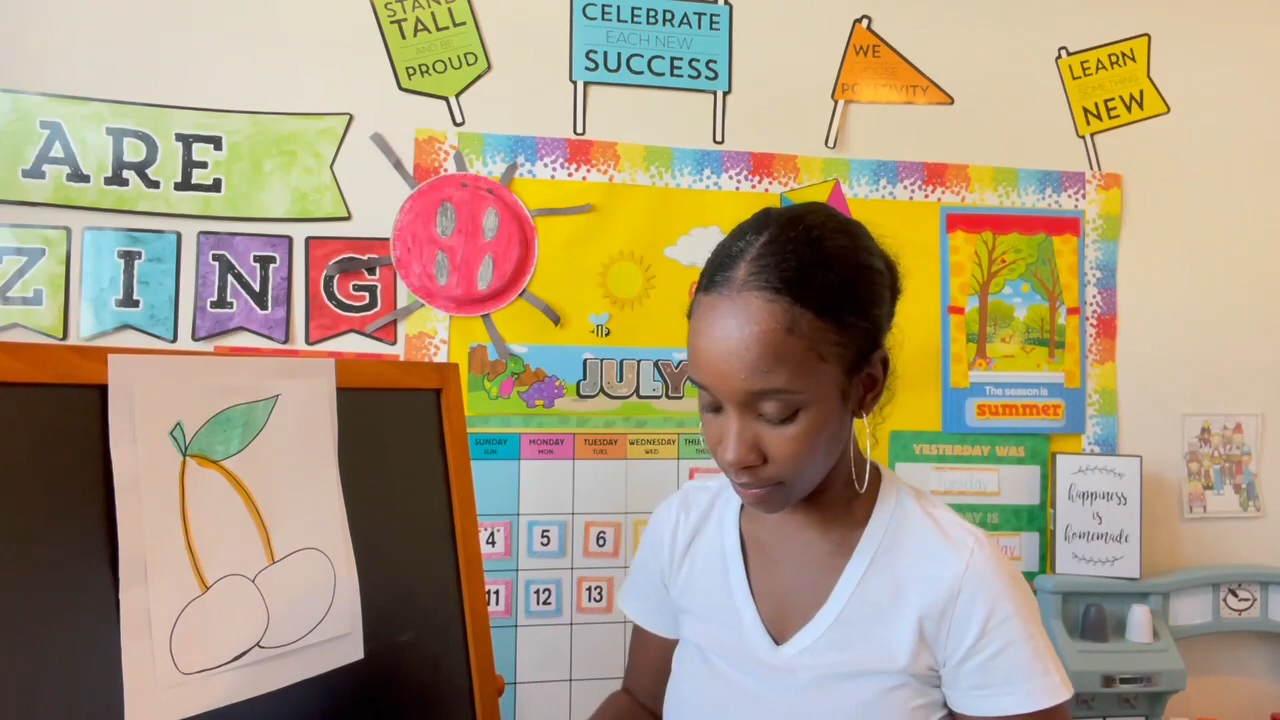 STAND
TALL
AND BE
PROUD
CELEBRATE
EACH NEW
SUCCESS
WE
CHOOSE
POSITIVITY
LEARN
SOMETHING
NEW
ARE
Z I N G
JULY
SUNDAY MONDAY TUESDAY WEDNESDAY
SUN. MON. TUES. WED.
4 5 6
11 12 13
The season is
summer
YESTERDAY WAS
Tuesday
happiness
is
homemade